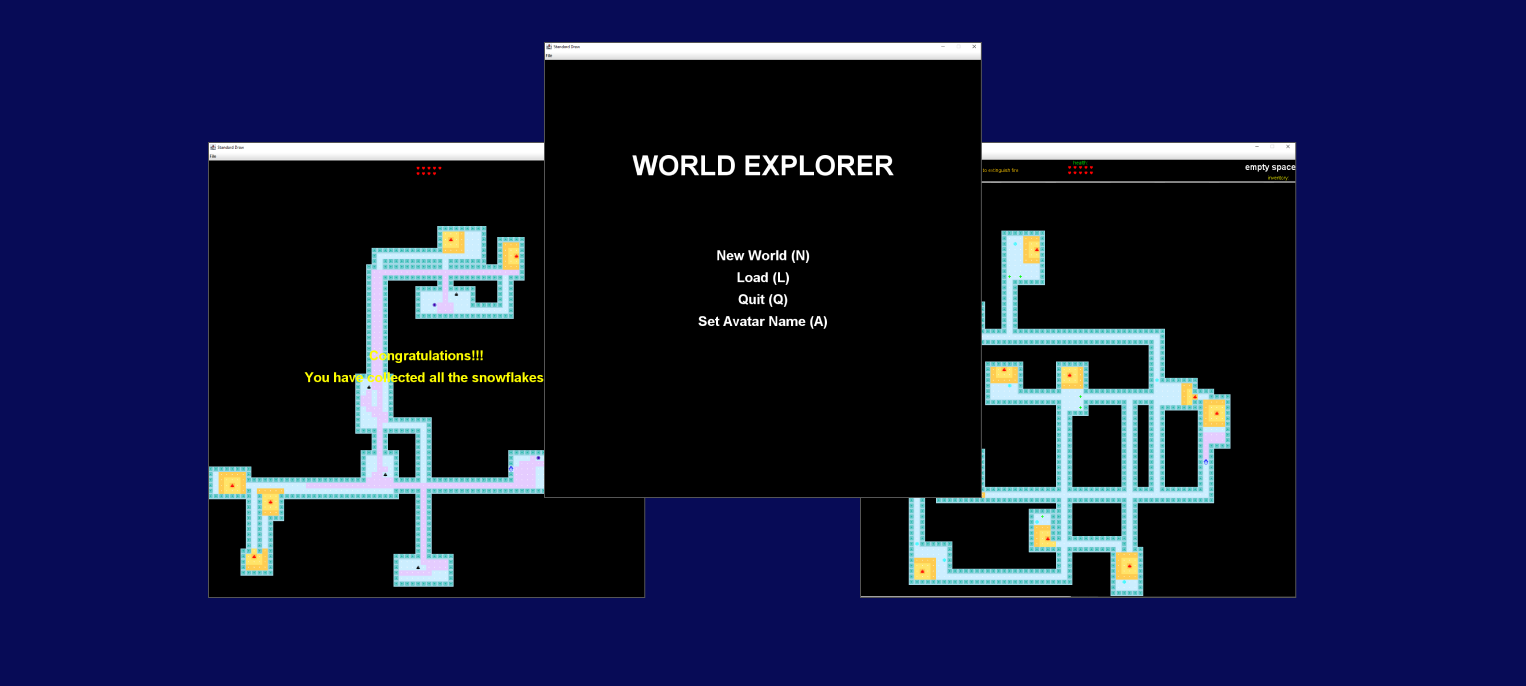 Standard Draw
File
WORLD EXPLORER
New World (N)
Load (L)
Quit (Q)
Set Avatar Name (A)
Standard Draw
File
Congratulations!!!
You have collected all the snowflakes
health:
to extinguish fire
empty space
inventory: